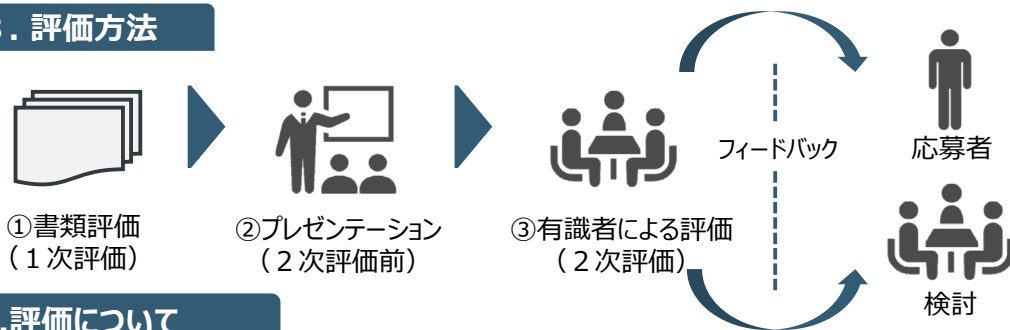 . 評価方法
①書類評価
（１次評価）
②プレゼンテーション
（２次評価前）
③有識者による評価
（２次評価）
フィードバック
応募者
検討
.評価について